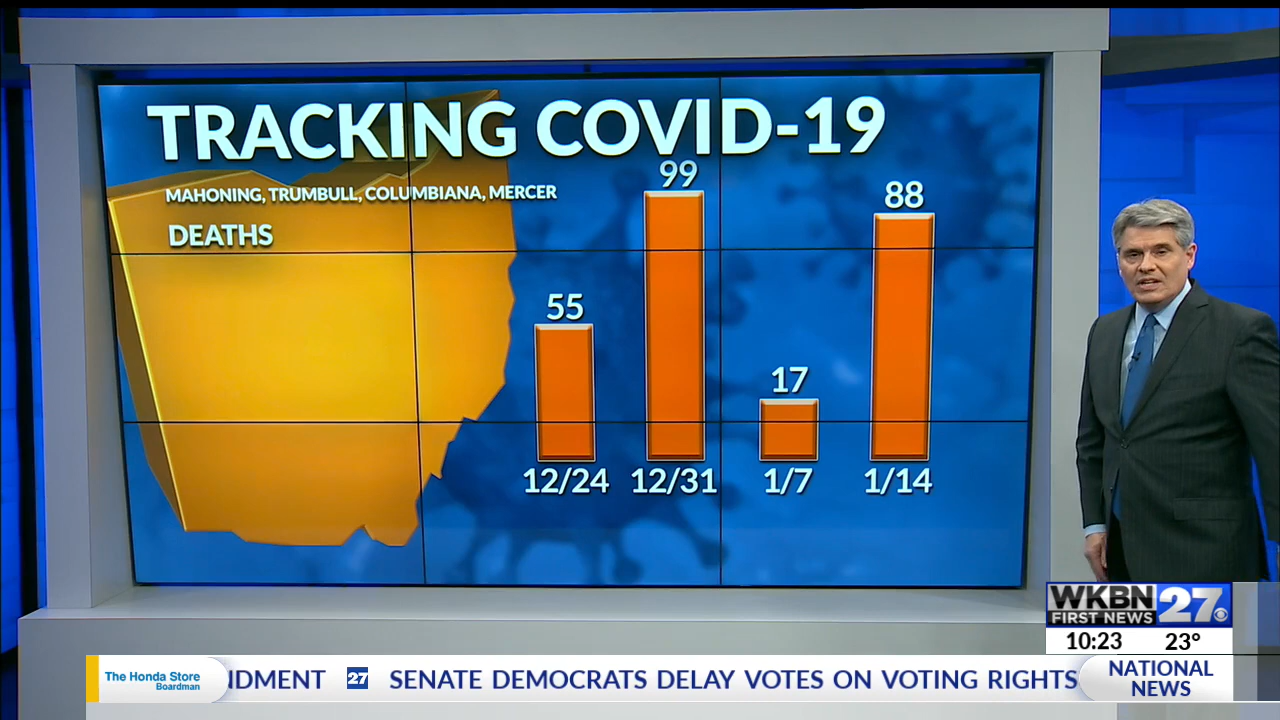 TRACKING COVID-19
MAHONING, TRUMBULL, COLUMBIANA, MERCER
DEATHS
55
99
17
88
12/24
12/31
1/7
1/14
WKBN 27
FIRST NEWS
10:23 23°
The Honda Store
Boardman
27 SENATE DEMOCRATS DELAY VOTES ON VOTING RIGHTS
NATIONAL
NEWS